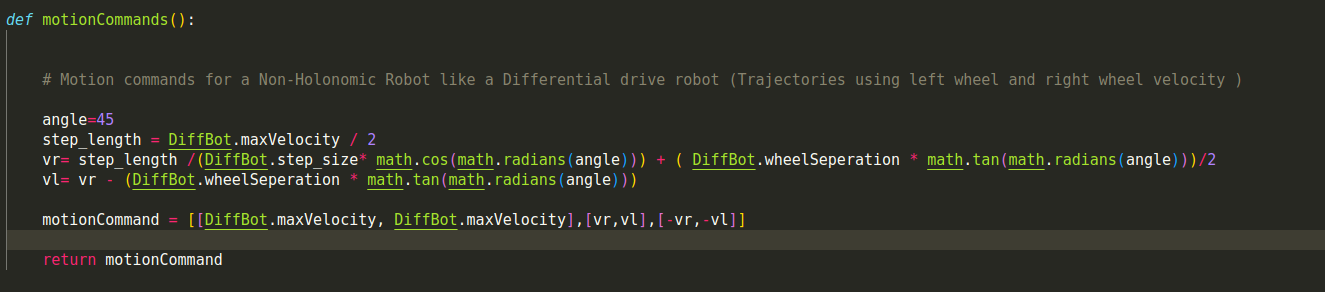 def motionCommands():
# Motion commands for a Non-Holonomic Robot like a Differential drive robot (Trajectories using left wheel and right wheel velocity )
angle=45
step_length = DiffBot.maxVelocity / 2
vr= step_length /(DiffBot.step_size* math.cos(math.radians(angle))) + ( DiffBot.wheelSeperation * math.tan(math.radians(angle)))/2
vl= vr - (DiffBot.wheelSeperation * math.tan(math.radians(angle)))
motionCommand = [[DiffBot.maxVelocity, DiffBot.maxVelocity],[vr,vl],[-vr,-vl]]
return motionCommand